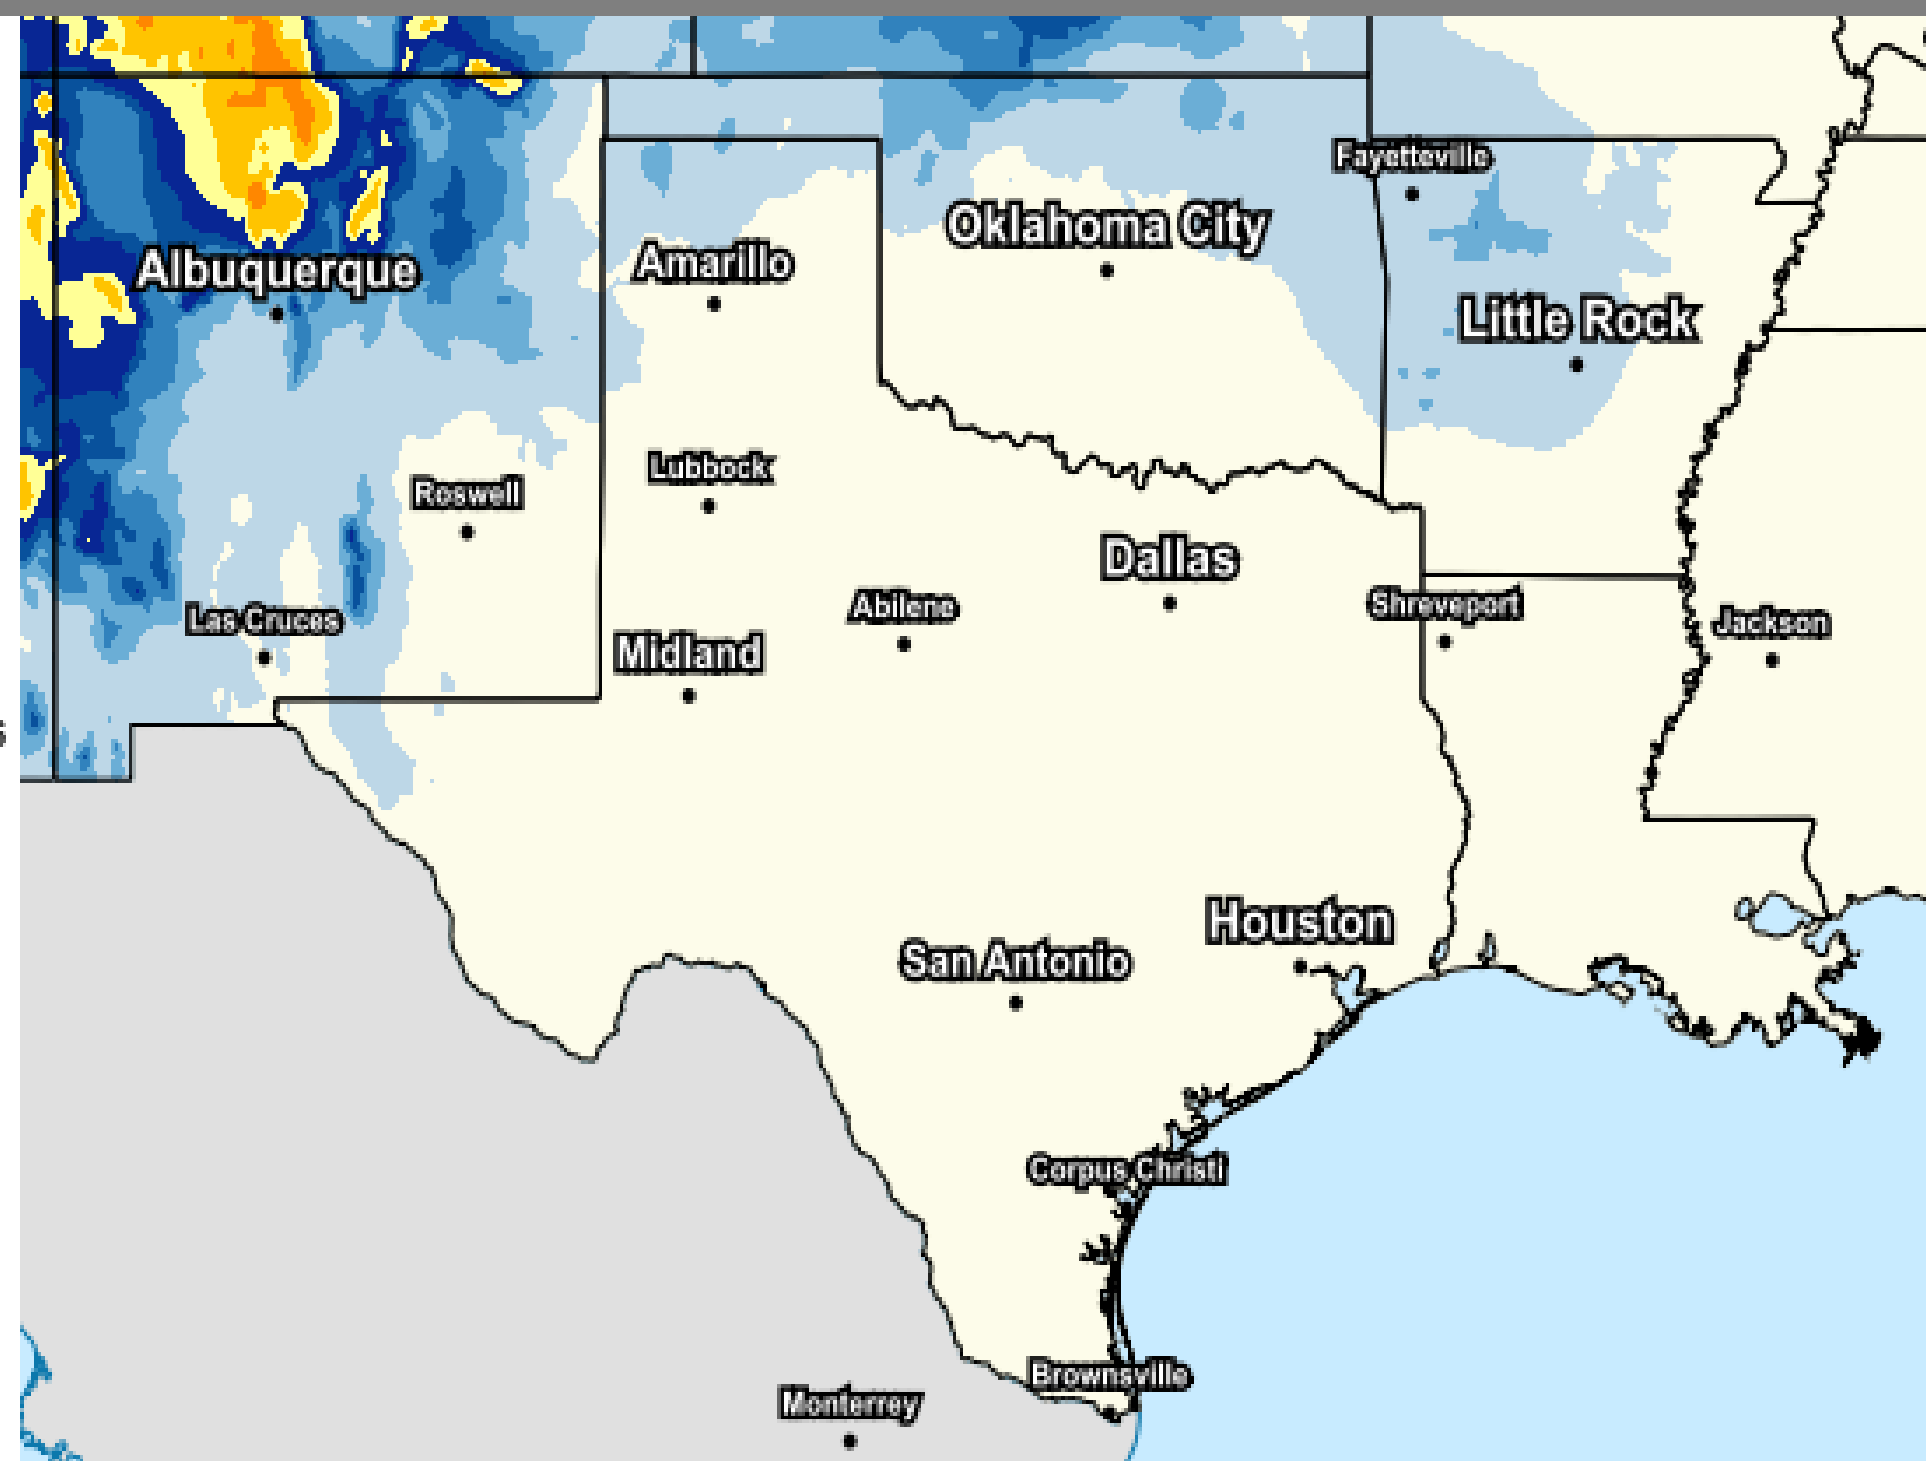 Fayetteville
Oklahoma City
Albuquerque
Amarillo
Little Rock
Lubbock
Roswell
Dallas
Abilene
Shreveport
Las Cruces
Jackson
Midland
Houston
San Antonio
Corpus Christi
Brownsville
Monterrey